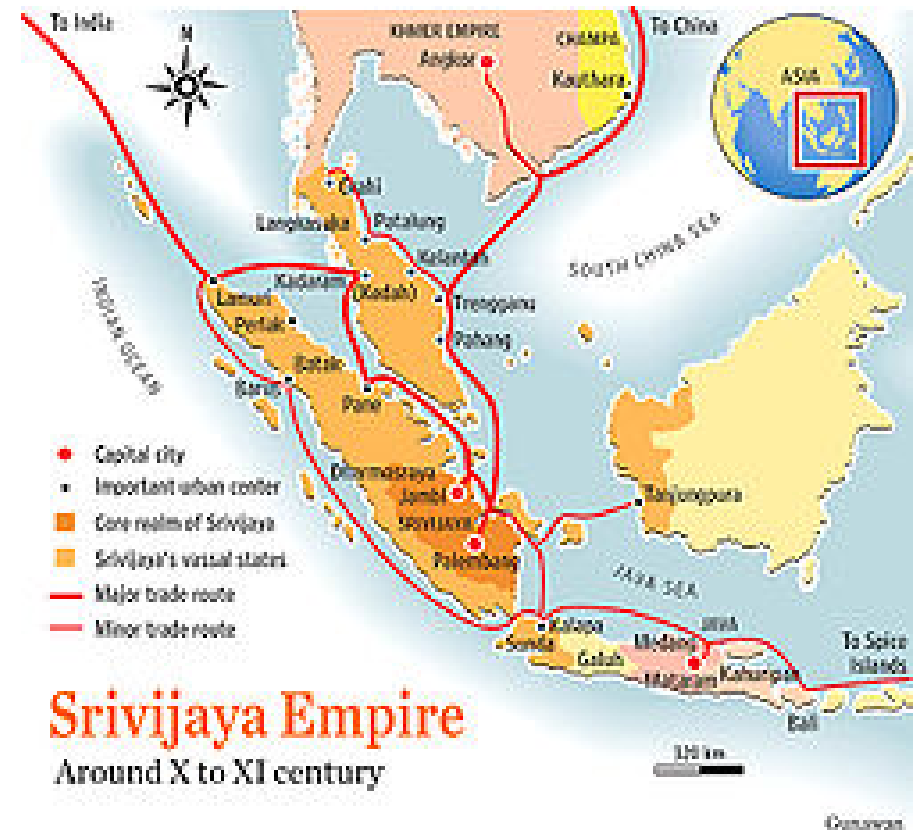 To India
N
KHMER EMPIRE
Angkor
CHAMPA
Kauthara
To China
ASIA
Chahi
Langkasuka
Patalung
Kelantan
Kadaram
(Kedah)
Trengganu
Pahang
SOUTH CHINA SEA
INDIAN OCEAN
Lamuri
Perlak
Batak
Barus
Pane
Dharmasraya
Jambi
SRIVIJAYA
Palembang
Tanjungpura
JAVA SEA
Capital city
Important urban center
Core realm of Srivijaya
Srivijaya's vassal states
Major trade route
Minor trade route
Kalapa
Sunda
Galuh
Medang
JAVA
Mataram
Kahuripan
Bali
To Spice
Islands
Srivijaya Empire
Around X to XI century
Gunawan